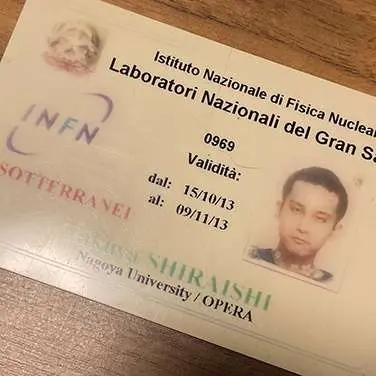 Istituto Nazionale di Fisica Nuclear
Laboratori Nazionali del Gran Sa
INFN
0969
Validità:
SOTTERRANEI
dal: 15/10/13
al: 09/11/13
SHIRAISHI
Nagoya University / OPERA